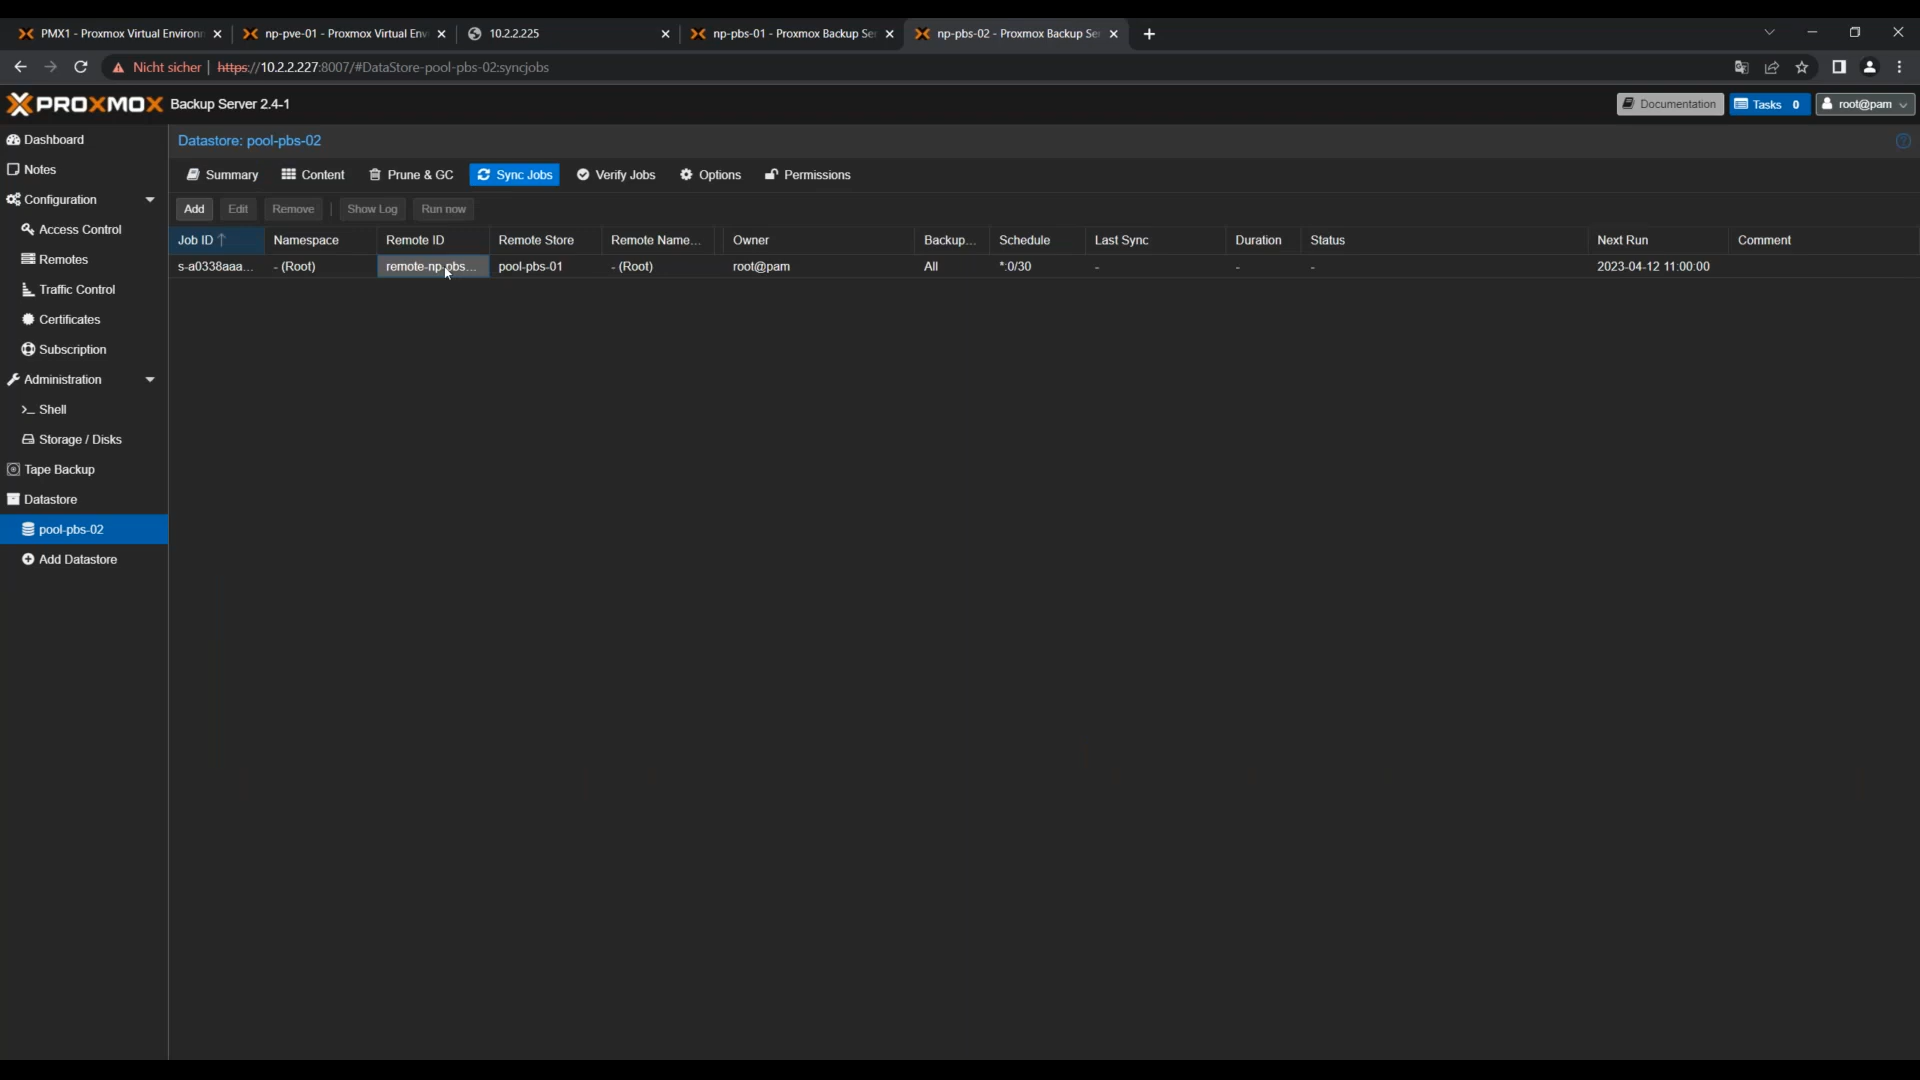 PMX1 - Proxmox Virtual Environ
np-pve-01 - Proxmox Virtual Env
10.2.2.225
np-pbs-01 - Proxmox Backup Se
np-pbs-02 - Proxmox Backup Se
Nicht sicher | https://10.2.2.227:8007/#DataStore-pool-pbs-02:syncjobs
PROXMOX Backup Server 2.4-1
Documentation
Tasks 0
root@pam
Dashboard
Notes
Configuration
Access Control
Remotes
Traffic Control
Certificates
Subscription
Administration
Shell
Storage / Disks
Tape Backup
Datastore
pool-pbs-02
Add Datastore
Datastore: pool-pbs-02
Summary Content Prune & GC Sync Jobs Verify Jobs Options Permissions
Add Edit Remove Show Log Run now
Job ID Namespace Remote ID Remote Store Remote Name... Owner Backup... Schedule Last Sync Duration Status Next Run Comment
s-a0338aaa... - (Root) remote-np-pbs... pool-pbs-01 - (Root) root@pam All *:0/30 - - - 2023-04-12 11:00:00